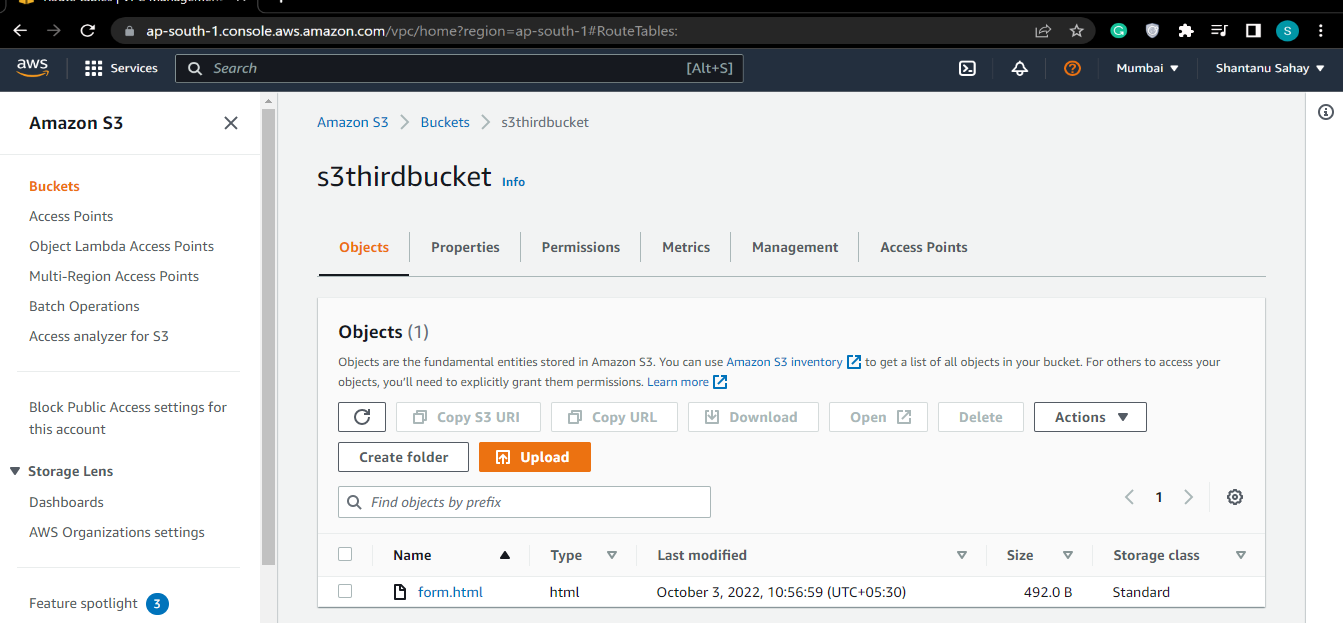 ap-south-1.console.aws.amazon.com/vpc/home?region=ap-south-1#RouteTables:
S
aws
Services
Search
[Alt+S]
Mumbai
Shantanu Sahay
Amazon S3
Buckets
Access Points
Object Lambda Access Points
Multi-Region Access Points
Batch Operations
Access analyzer for S3
Block Public Access settings for
this account
Storage Lens
Dashboards
AWS Organizations settings
Feature spotlight 3
Amazon S3 > Buckets > s3thirdbucket
s3thirdbucket Info
Objects Properties Permissions Metrics Management Access Points
Objects (1)
Objects are the fundamental entities stored in Amazon S3. You can use Amazon S3 inventory to get a list of all objects in your bucket. For others to access your
objects, you'll need to explicitly grant them permissions. Learn more
Copy S3 URI Copy URL Download Open Delete Actions
Create folder Upload
Find objects by prefix
1
Name Type Last modified Size Storage class
form.html html October 3, 2022, 10:56:59 (UTC+05:30) 492.0 B Standard